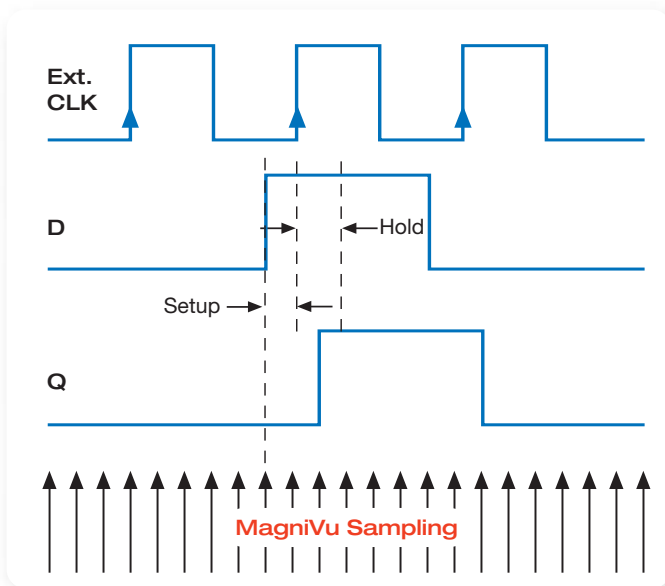 Ext.
CLK
D
Hold
Setup
Q
MagniVu Sampling